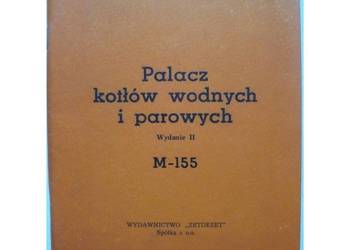 Palacz
kotłów wodnych
i parowych
Wydanie II
M-155
WYDAWNICTWO „ZETDEZET"
Spółka z o.o.